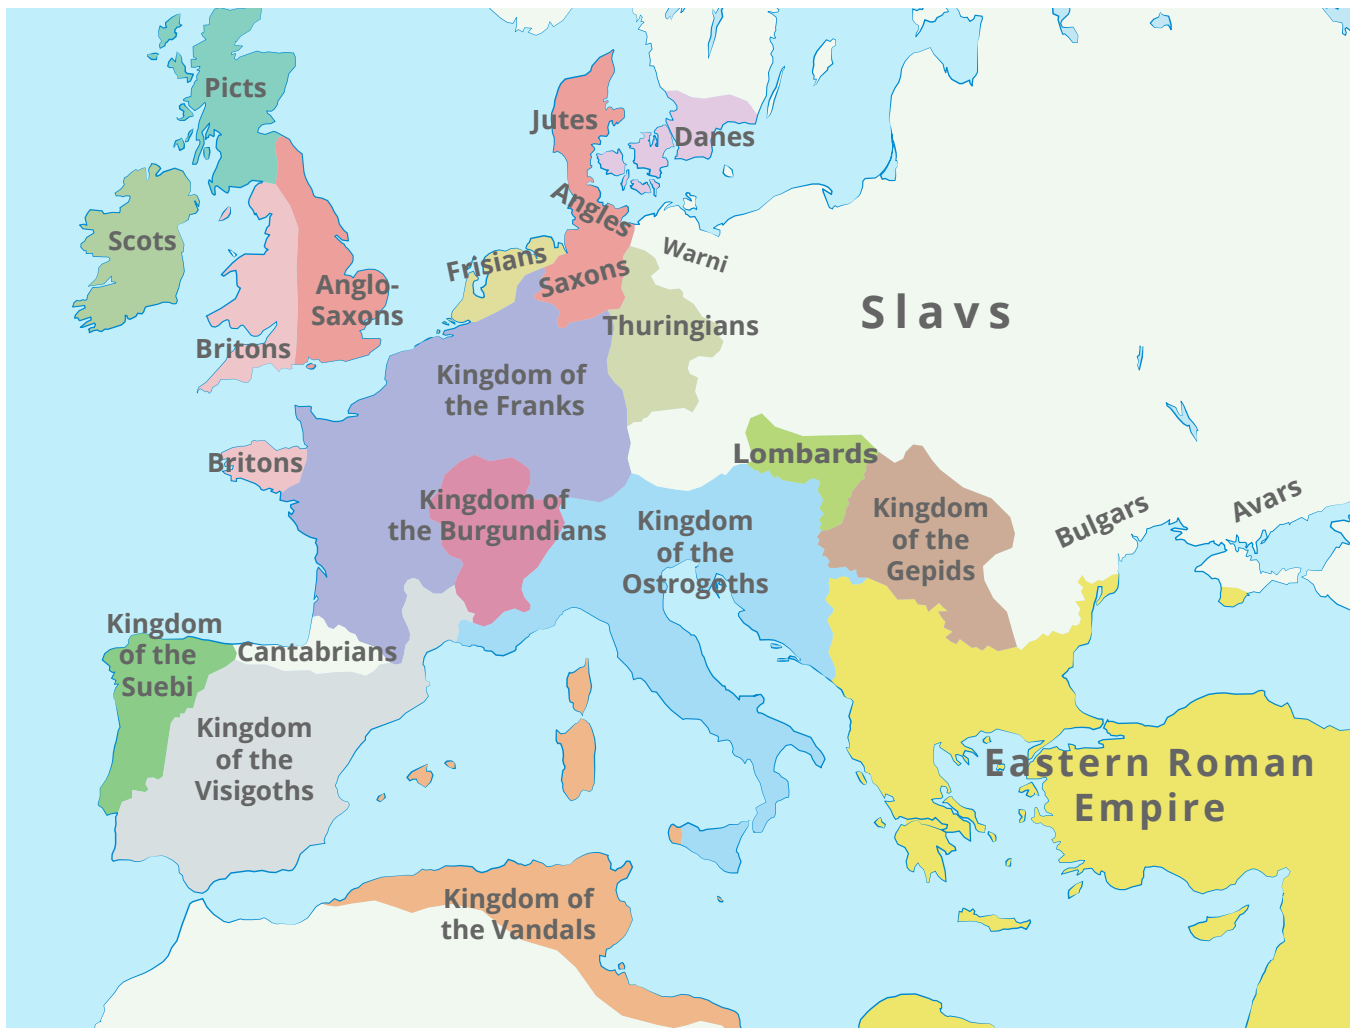 Picts
Jutes
Danes
Angles
Scots
Warni
Frisians
Saxons
Anglo-
Saxons
Slavs
Thuringians
Britons
Kingdom of
the Franks
Lombards
Britons
Kingdom of
the Burgundians
Kingdom
of the
Ostrogoths
Kingdom
of the
Gepids
Bulgars
Avars
Kingdom
of the
Suebi
Cantabrians
Kingdom
of the
Visigoths
Eastern Roman
Empire
Kingdom of
the Vandals